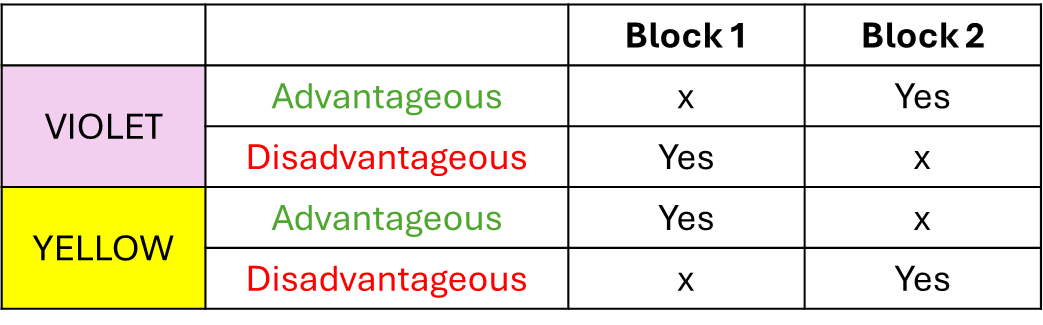 Block 1 Block 2
VIOLET Advantageous x Yes
Disadvantageous Yes x
YELLOW Advantageous Yes x
Disadvantageous x Yes